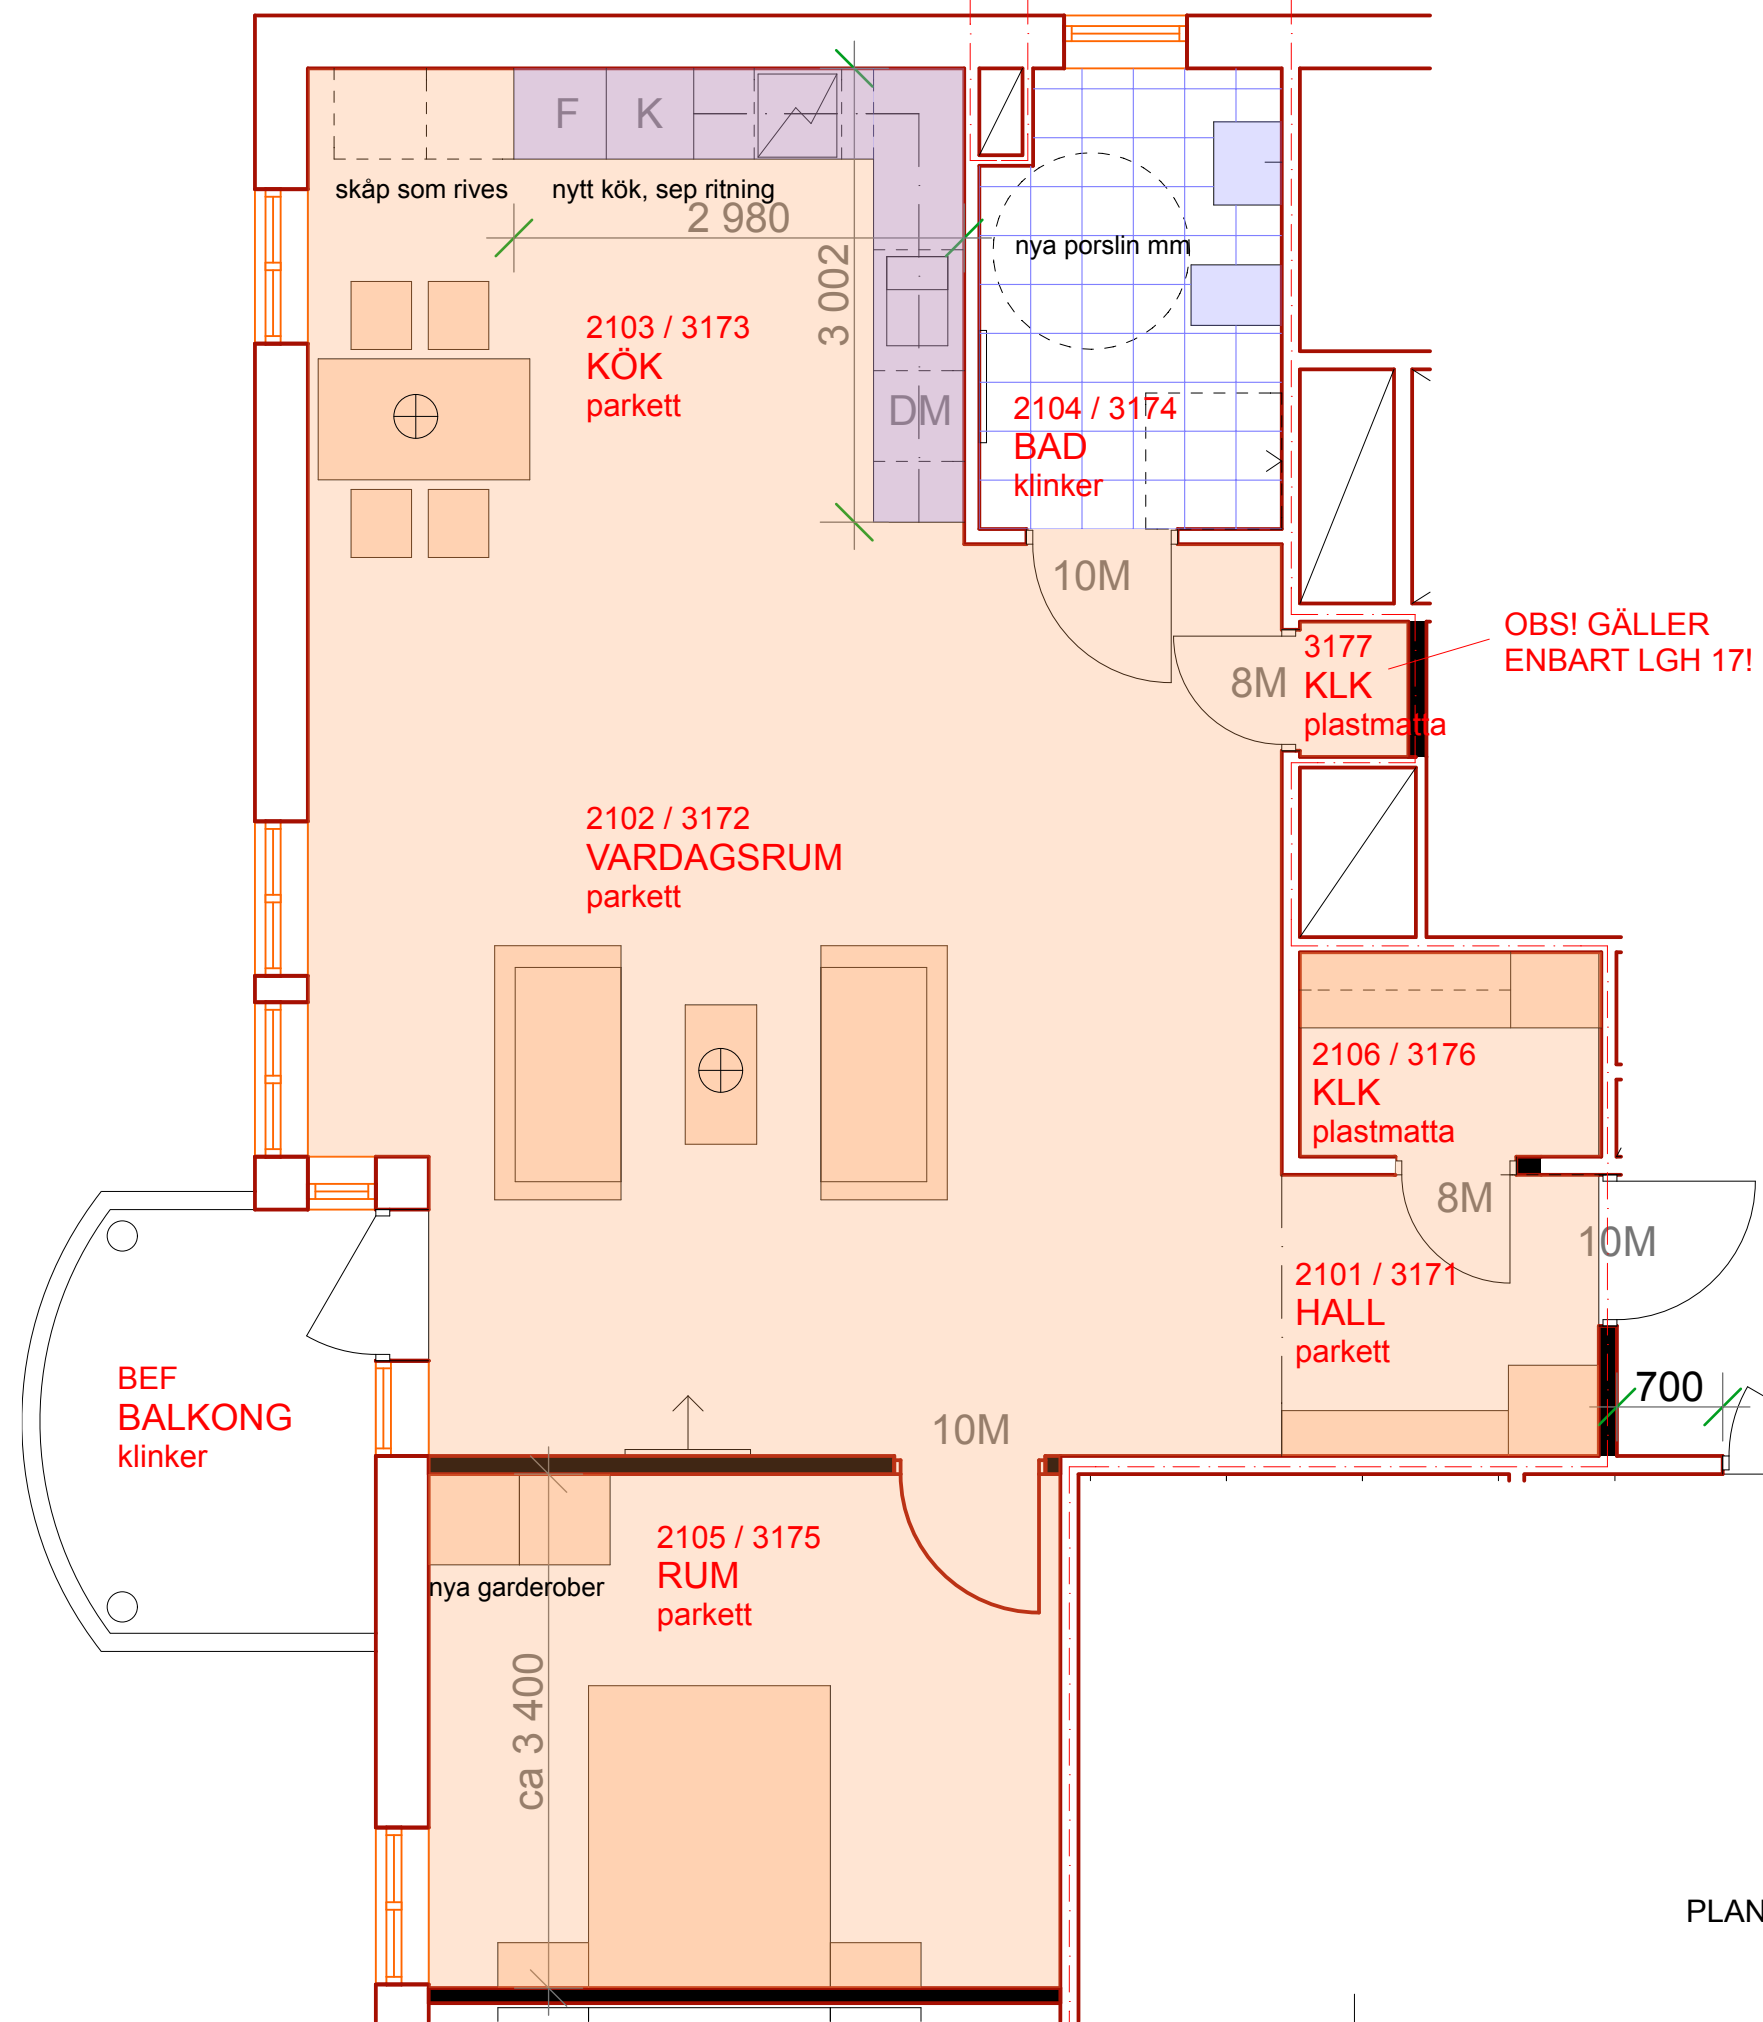 F K
skåp som rives
nytt kök, sep ritning
2 980
3 002
nya porslin mm
2103 / 3173
KÖK
parkett
DM
2104 / 3174
BAD
klinker
10M
8M
3177
KLK
plastmatta
OBS! GÄLLER
ENBART LGH 17!
2102 / 3172
VARDAGSRUM
parkett
2106 / 3176
KLK
plastmatta
8M
10M
2101 / 3171
HALL
parkett
BEF
BALKONG
klinker
700
10M
2105 / 3175
RUM
parkett
nya garderober
ca 3 400
PLAN